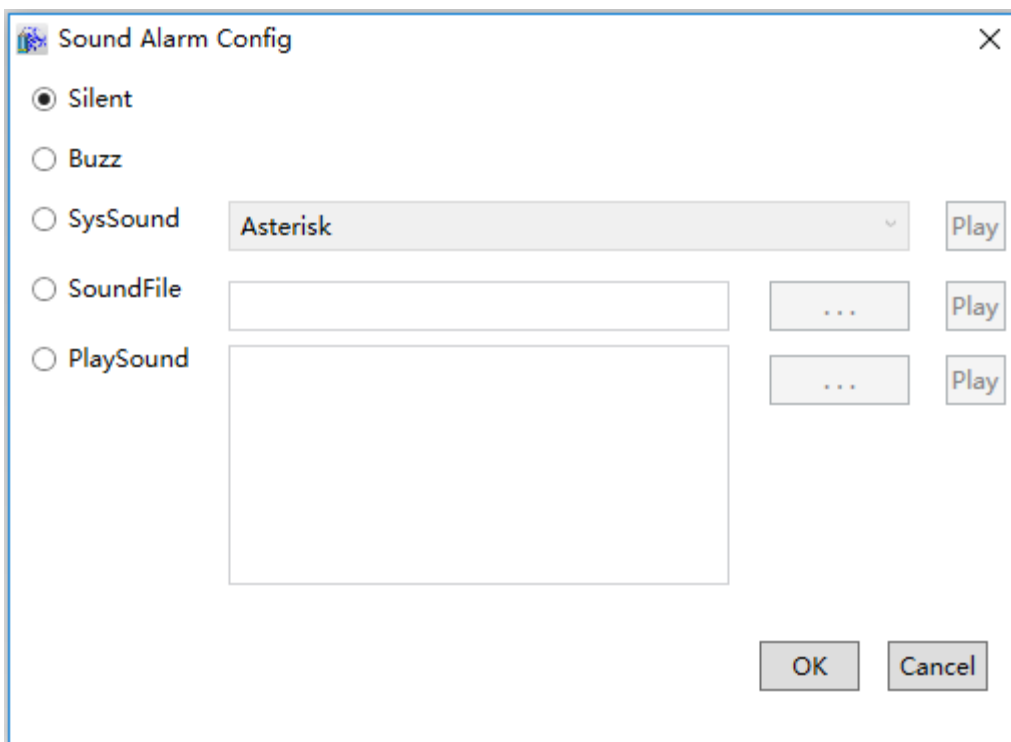 Sound Alarm Config
Silent
Buzz
SysSound Asterisk Play
SoundFile ... Play
PlaySound ... Play
OK Cancel